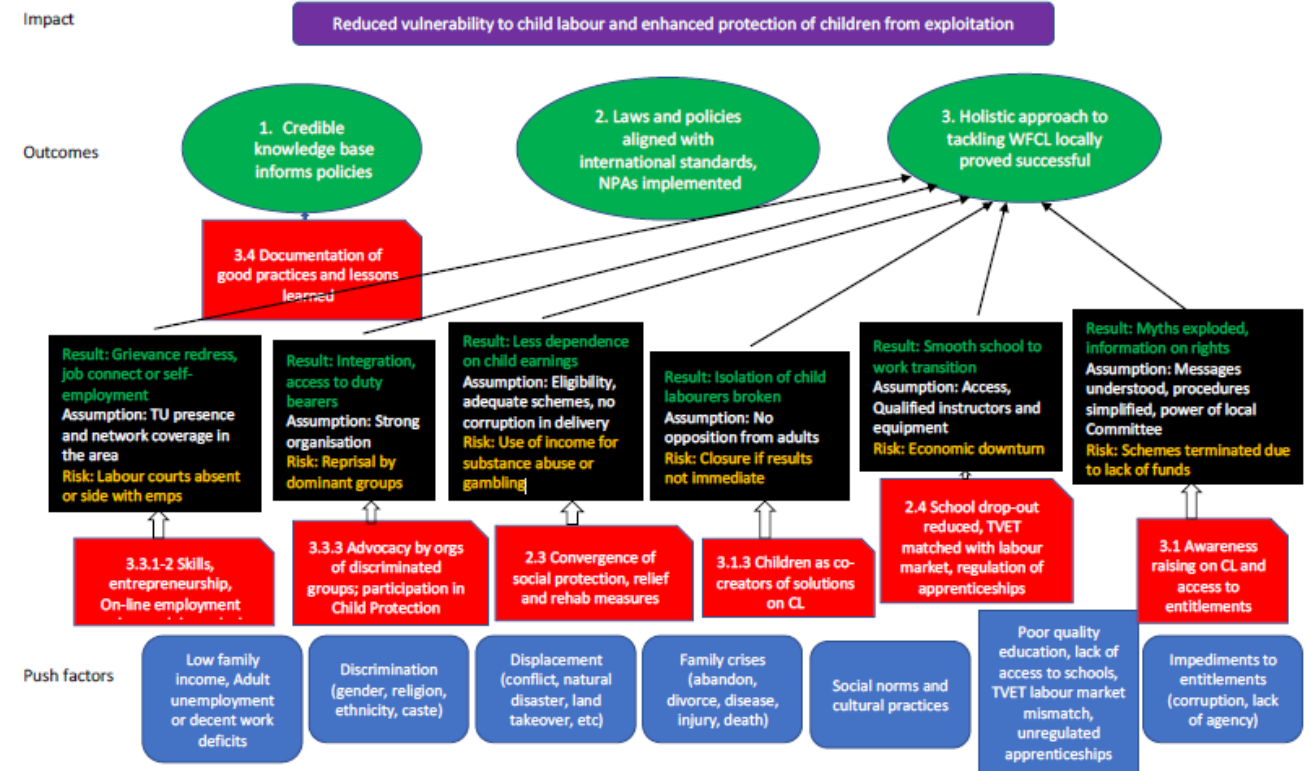 Impact
Reduced vulnerability to child labour and enhanced protection of children from exploitation
Outcomes
1. Credible
knowledge base
informs policies
2. Laws and policies
aligned with
international standards,
NPAs implemented
3. Holistic approach to
tackling WFCL locally
proved successful
3.4 Documentation of
good practices and lessons
learned
Result: Grievance redress,
job connect or self-
employment
Assumption: TU presence
and network coverage in
the area
Risk: Labour courts absent
or side with emps
Result: Integration,
access to duty
bearers
Assumption: Strong
organisation
Risk: Reprisal by
dominant groups
Result: Less dependence
on child earnings
Assumption: Eligibility,
adequate schemes, no
corruption in delivery
Risk: Use of income for
substance abuse or
gambling
Result: Isolation of child
labourers broken
Assumption: No
opposition from adults
Risk: Closure if results
not immediate
Result: Smooth school to
work transition
Assumption: Access,
Qualified instructors and
equipment
Risk: Economic downturn
Result: Myths exploded,
information on rights
Assumption: Messages
understood, procedures
simplified, power of local
Committee
Risk: Schemes terminated due
to lack of funds
3.3.1-2 Skills,
entrepreneurship,
On-line employment
3.3.3 Advocacy by orgs
of discriminated
groups; participation in
Child Protection
2.3 Convergence of
social protection, relief
and rehab measures
3.1.3 Children as co-
creators of solutions
on CL
2.4 School drop-out
reduced, TVET
matched with labour
market, regulation of
apprenticeships
3.1 Awareness
raising on CL and
access to
entitlements
Push factors
Low family
income, Adult
unemployment
or decent work
deficits
Discrimination
(gender, religion,
ethnicity, caste)
Displacement
(conflict, natural
disaster, land
takeover, etc)
Family crises
(abandon,
divorce, disease,
injury, death)
Social norms and
cultural practices
Poor quality
education, lack of
access to schools,
TVET labour market
mismatch,
unregulated
apprenticeships
Impediments to
entitlements
(corruption, lack
of agency)